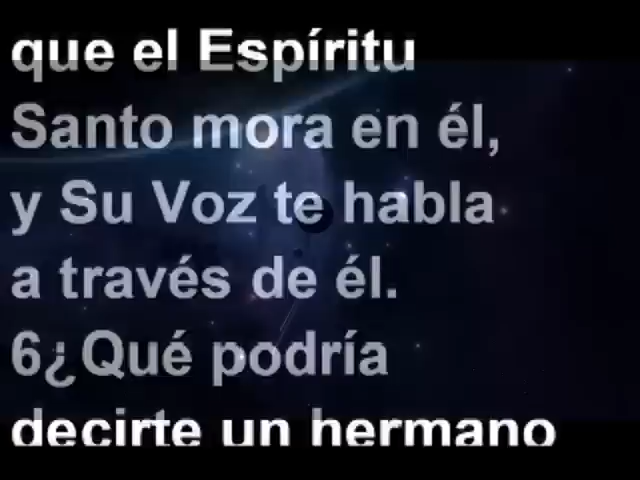 que el Espíritu
Santo mora en él,
y Su Voz te habla
a través de él.
6¿Qué podría
decirte un hermano